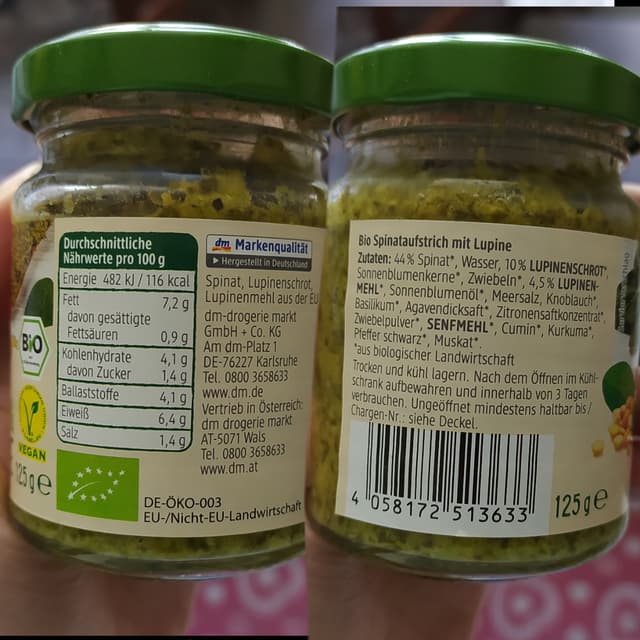 Durchschnittliche
Nährwerte pro 100 g
Energie 482 kJ / 116 kcal
Fett 7,2 g
davon gesättigte
Fettsäuren 0,9 g
Kohlenhydrate 4,1 g
davon Zucker 1,4 g
Ballaststoffe 4,1 g
Eiweiß 6,4 g
Salz 1,4 g
BIO
VEGAN
125 g e
dm Markenqualität
Hergestellt in Deutschland
Spinat, Lupinenschrot,
Lupinenmehl aus der EU
dm-drogerie markt
GmbH + Co. KG
Am dm-Platz 1
DE-76227 Karlsruhe
Tel. 0800 3658633
www.dm.de
Vertrieb in Österreich:
dm drogerie markt
AT-5071 Wals
Tel. 0800 3658633
www.dm.at
DE-ÖKO-003
EU-/Nicht-EU-Landwirtschaft
Bio Spinataufstrich mit Lupine
Zutaten: 44% Spinat*, Wasser, 10% LUPINENSCHROT*,
Sonnenblumenkerne*, Zwiebeln*, 4,5% LUPINEN-
MEHL*, Sonnenblumenöl*, Meersalz, Knoblauch*,
Basilikum*, Agavendicksaft*, Zitronensaftkonzentrat*,
Zwiebelpulver*, SENFMEHL*, Cumin*, Kurkuma*,
Pfeffer schwarz*, Muskat*.
*aus biologischer Landwirtschaft
Trocken und kühl lagern. Nach dem Öffnen im Kühl-
schrank aufbewahren und innerhalb von 3 Tagen
verbrauchen. Ungeöffnet mindestens haltbar bis /
Chargen-Nr.: siehe Deckel.
4 058172 513633
125 g e